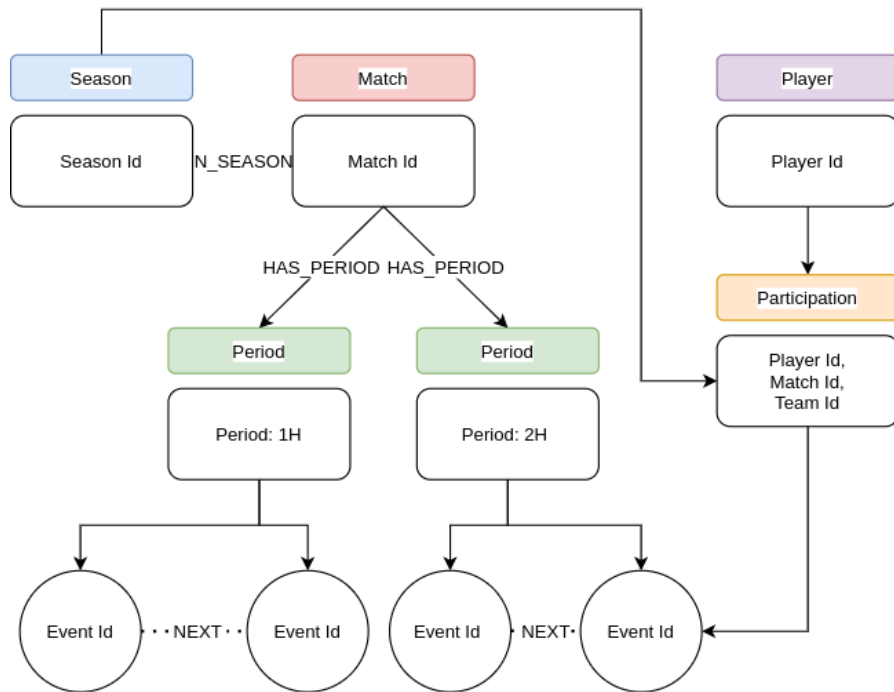 Season
Match
Player
Season Id
N_SEASON
Match Id
Player Id
HAS_PERIOD
HAS_PERIOD
Participation
Period
Period
Player Id,
Match Id,
Team Id
Period: 1H
Period: 2H
Event Id
NEXT
Event Id
Event Id
NEXT
Event Id